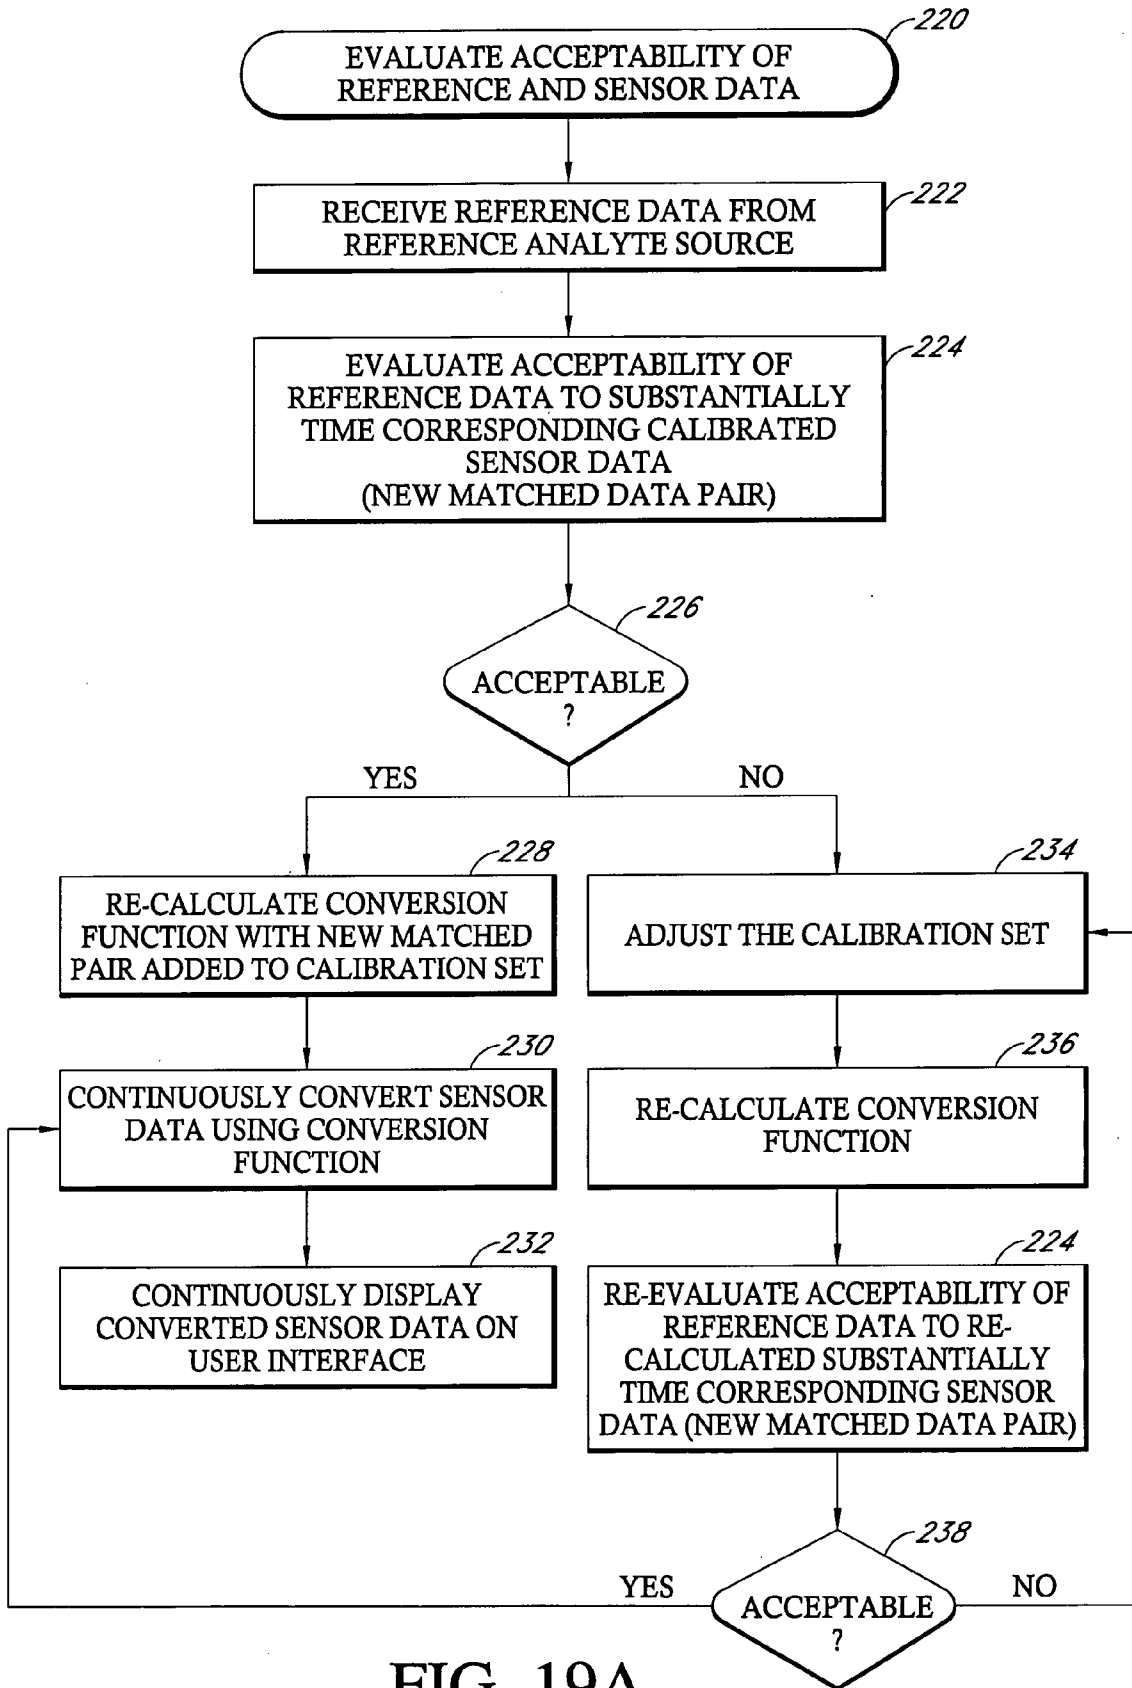 220
EVALUATE ACCEPTABILITY OF
REFERENCE AND SENSOR DATA
222
RECEIVE REFERENCE DATA FROM
REFERENCE ANALYTE SOURCE
224
EVALUATE ACCEPTABILITY OF
REFERENCE DATA TO SUBSTANTIALLY
TIME CORRESPONDING CALIBRATED
SENSOR DATA
(NEW MATCHED DATA PAIR)
226
ACCEPTABLE
?
YES
NO
228
RE-CALCULATE CONVERSION
FUNCTION WITH NEW MATCHED
PAIR ADDED TO CALIBRATION SET
234
ADJUST THE CALIBRATION SET
230
CONTINUOUSLY CONVERT SENSOR
DATA USING CONVERSION
FUNCTION
236
RE-CALCULATE CONVERSION
FUNCTION
232
CONTINUOUSLY DISPLAY
CONVERTED SENSOR DATA ON
USER INTERFACE
224
RE-EVALUATE ACCEPTABILITY OF
REFERENCE DATA TO RE-
CALCULATED SUBSTANTIALLY
TIME CORRESPONDING SENSOR
DATA (NEW MATCHED DATA PAIR)
238
YES
ACCEPTABLE
?
NO
FIG. 19A